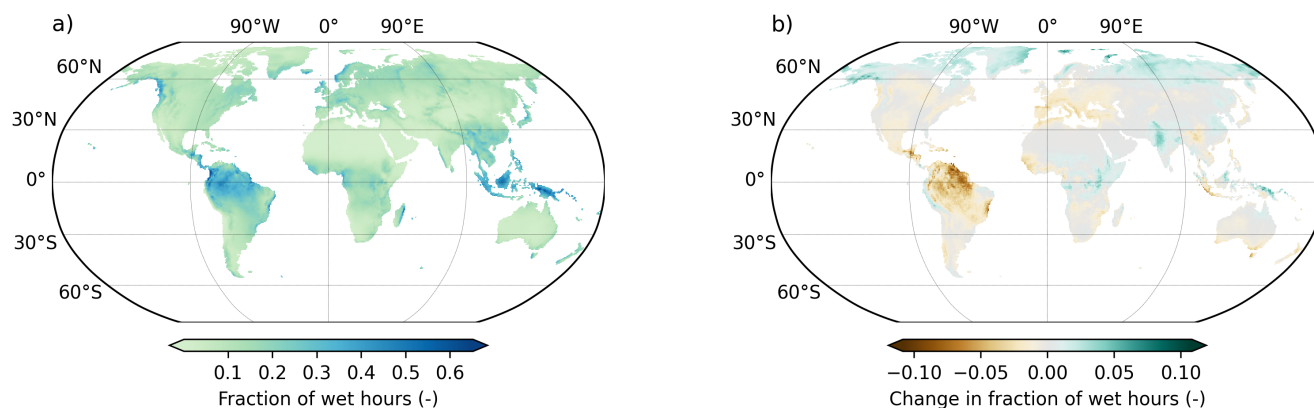 a)
90°W 0° 90°E
60°N
30°N
0°
30°S
60°S
0.1 0.2 0.3 0.4 0.5 0.6
Fraction of wet hours (-)
b)
90°W 0° 90°E
60°N
30°N
0°
30°S
60°S
−0.10 −0.05 0.00 0.05 0.10
Change in fraction of wet hours (-)